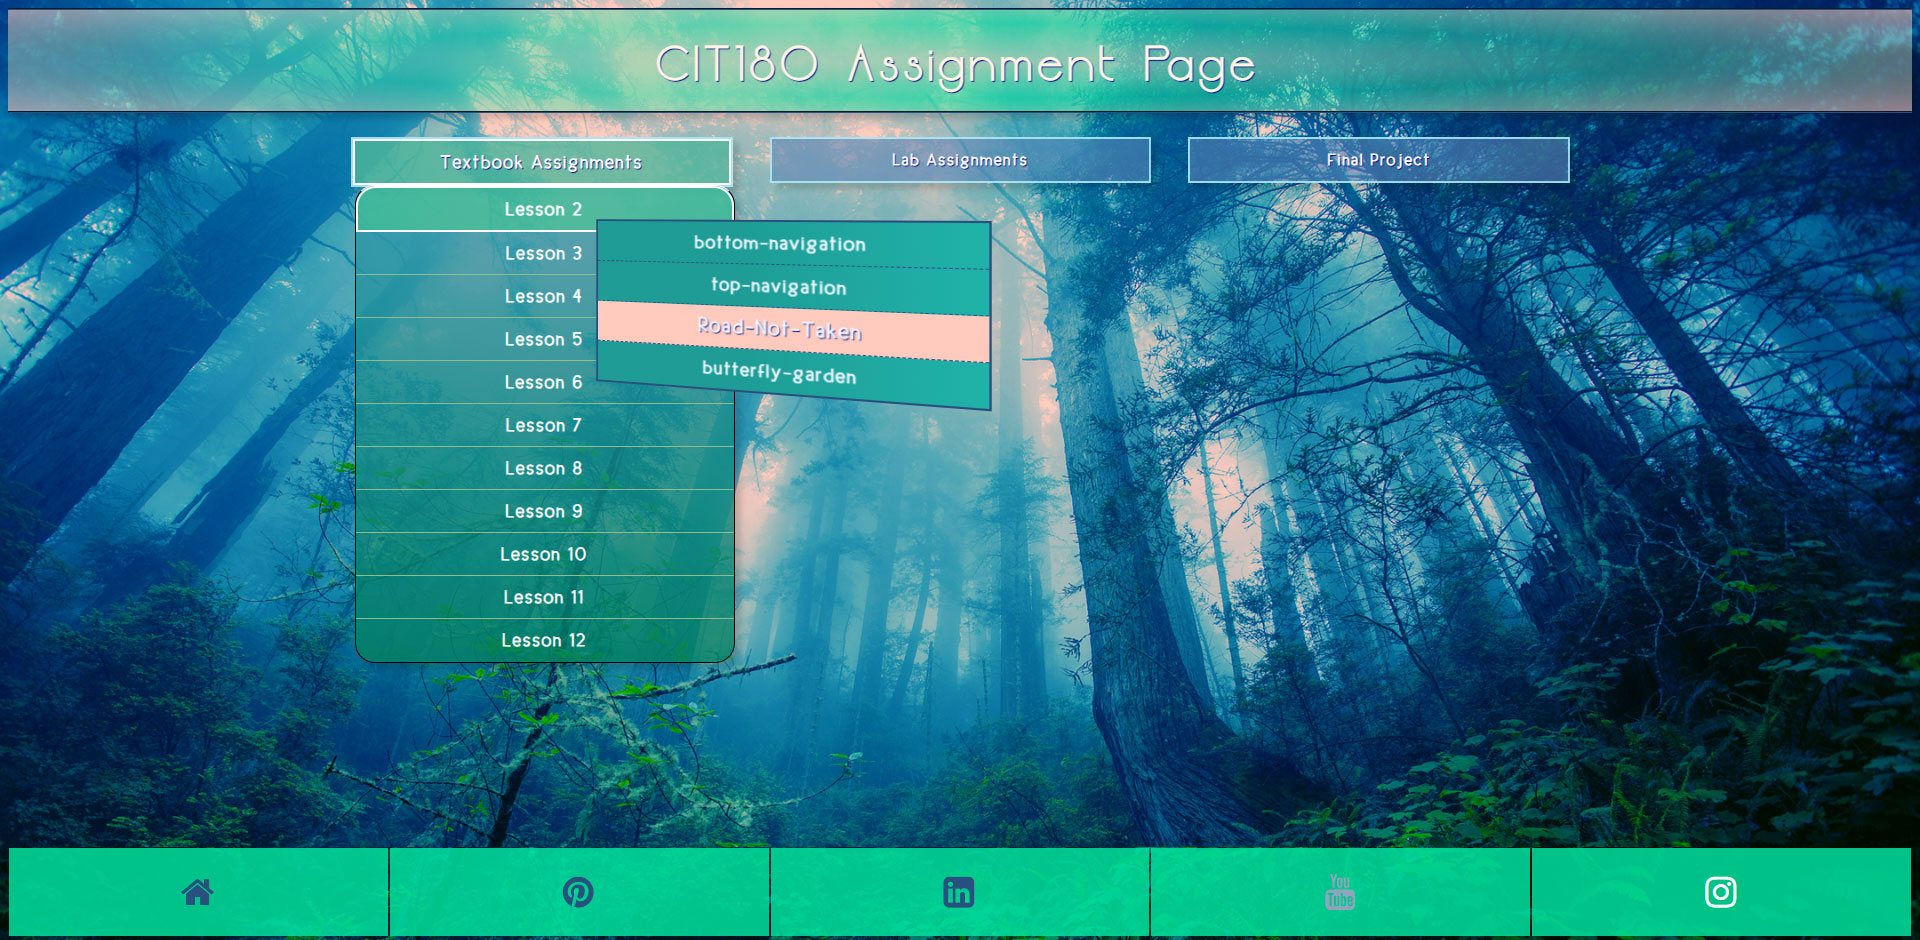 CIT180 Assignment Page
Textbook Assignments
Lab Assignments
Final Project
Lesson 2
bottom-navigation
top-navigation
Road-Not-Taken
butterfly-garden
Lesson 3
Lesson 4
Lesson 5
Lesson 6
Lesson 7
Lesson 8
Lesson 9
Lesson 10
Lesson 11
Lesson 12
in
You
Tube